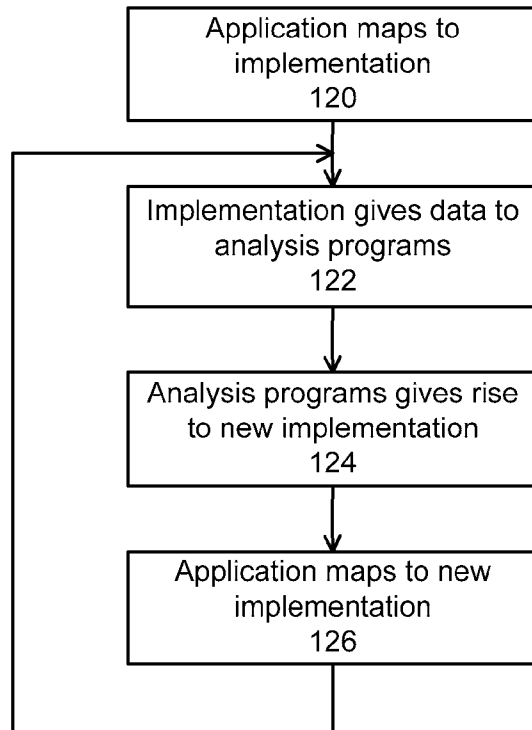 Application maps to
implementation
120
Implementation gives data to
analysis programs
122
Analysis programs gives rise
to new implementation
124
Application maps to new
implementation
126